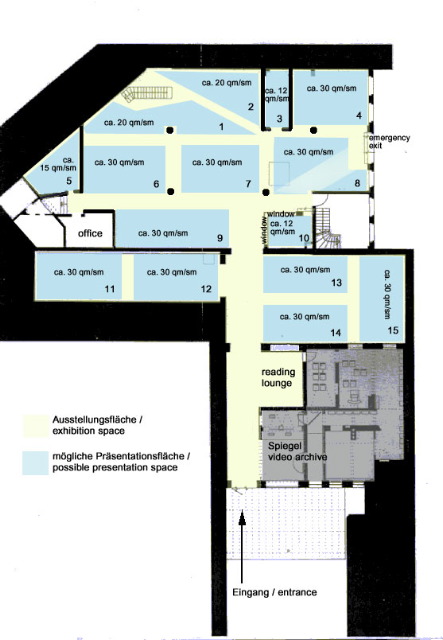 ca. 20 qm/sm
2
ca. 12
qm/sm
3
ca. 30 qm/sm
4
ca. 20 qm/sm
1
emergency
exit
ca.
15 qm/sm
5
ca. 30 qm/sm
6
ca. 30 qm/sm
7
ca. 30 qm/sm
8
office
ca. 30 qm/sm
9
window
window
ca. 12
qm/sm
10
ca. 30 qm/sm
11
ca. 30 qm/sm
12
ca. 30 qm/sm
13
ca. 30 qm/sm
14
ca. 30 qm/sm
15
reading
lounge
Spiegel
video archive
Ausstellungsfläche /
exhibition space
mögliche Präsentationsfläche /
possible presentation space
Eingang / entrance